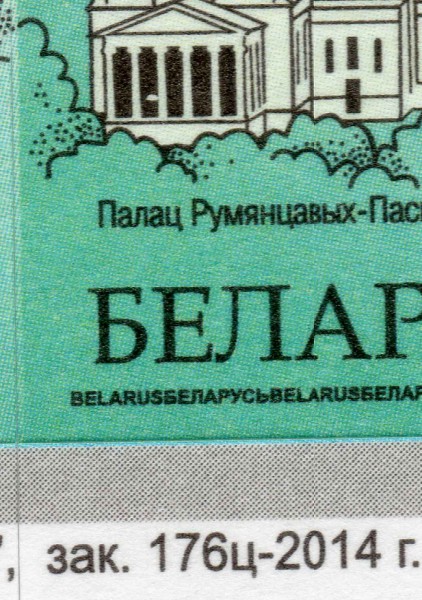 Палац Румянцавых-Пас
БЕЛАР
BELARUSБЕЛАРУСЬBELARUSБЕЛАР
", зак. 176ц-2014 г.